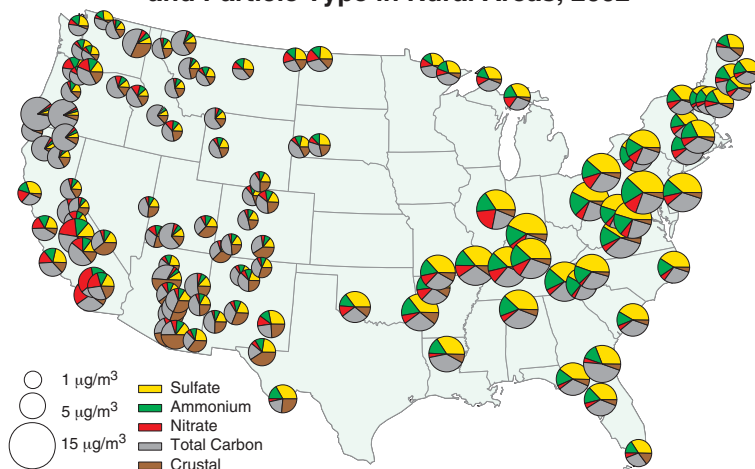 and Particle Type in Rural Areas, 2002
1 µg/m³
5 µg/m³
15 µg/m³
Sulfate
Ammonium
Nitrate
Total Carbon
Crustal